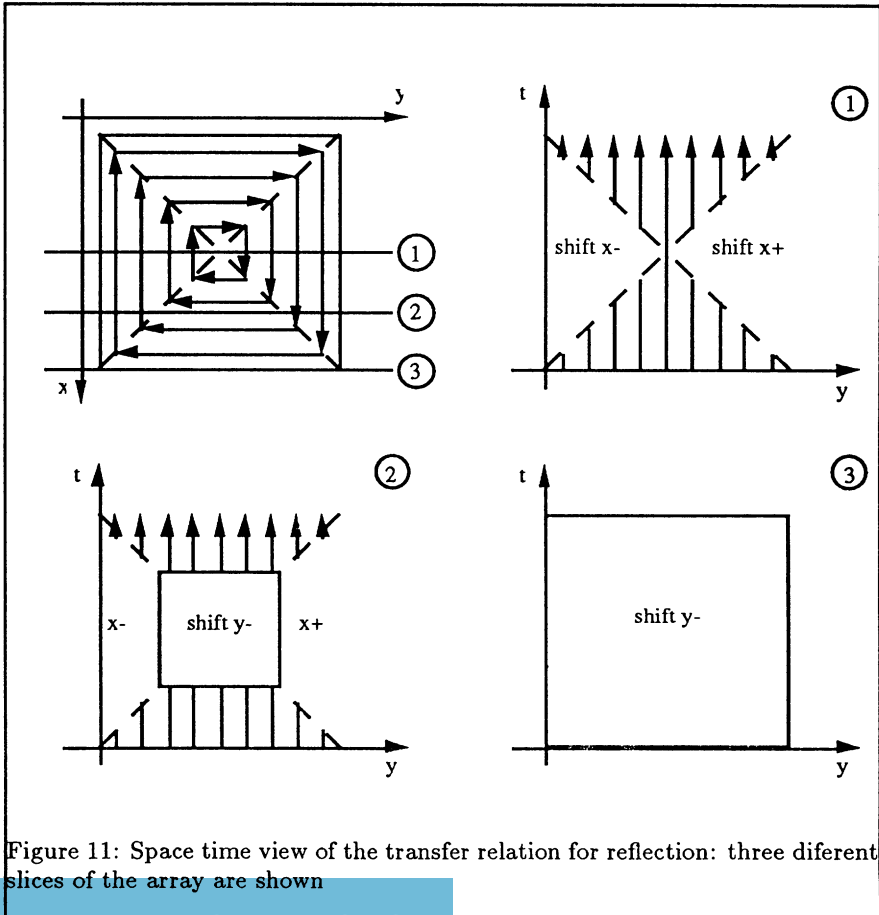 y
x
1
2
3
t
1
shift x-
shift x+
y
t
2
x-
shift y-
x+
y
t
3
shift y-
y
Figure 11: Space time view of the transfer relation for reflection: three diferent
slices of the array are shown